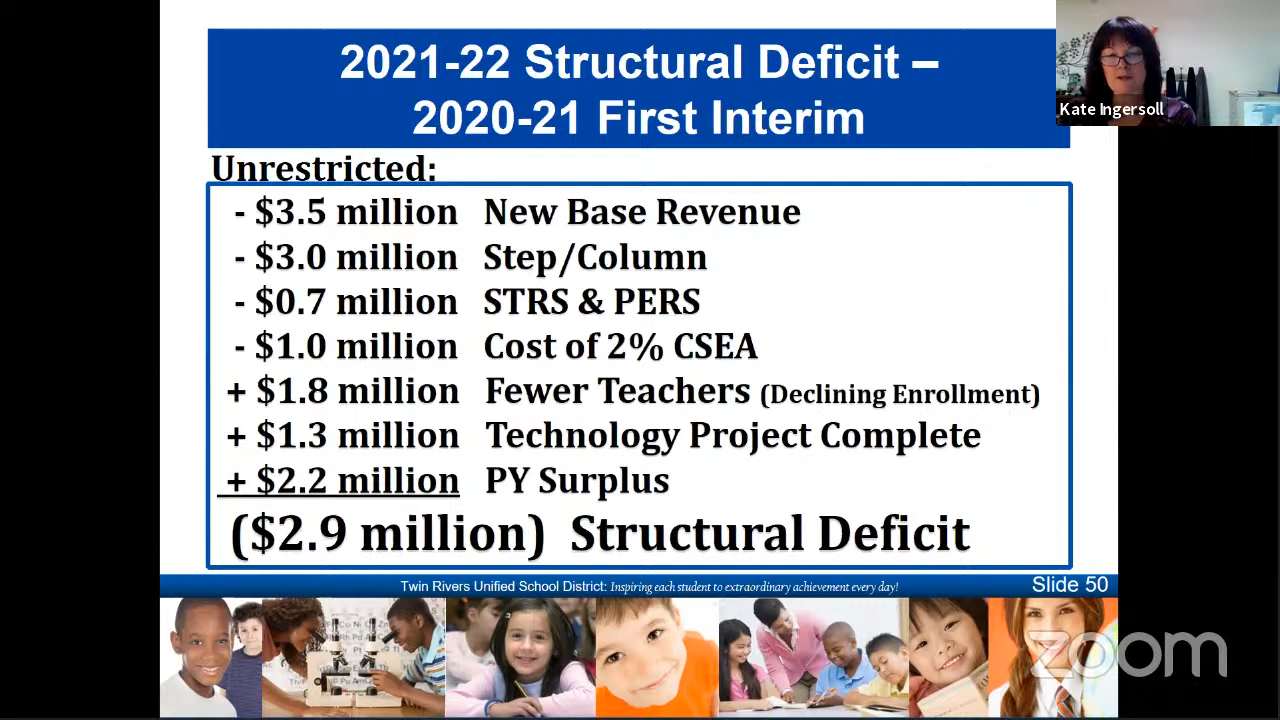 2021-22 Structural Deficit –
2020-21 First Interim
Kate Ingersoll
Unrestricted:
- $3.5 million New Base Revenue
- $3.0 million Step/Column
- $0.7 million STRS & PERS
- $1.0 million Cost of 2% CSEA
+ $1.8 million Fewer Teachers (Declining Enrollment)
+ $1.3 million Technology Project Complete
+ $2.2 million PY Surplus
($2.9 million) Structural Deficit
Twin Rivers Unified School District: Inspiring each student to extraordinary achievement every day!
Slide 50
zoom